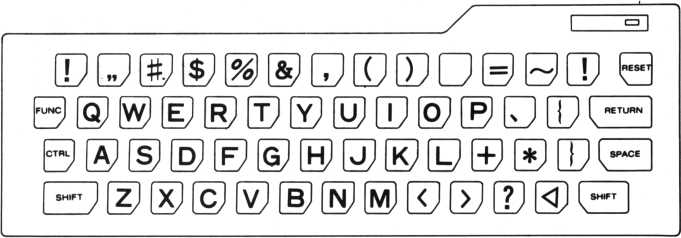 ! ,, # $ % & , ( ) = ~ ! RESET
FUNC Q W E R T Y U I O P 、 { RETURN
CTRL A S D F G H J K L + * } SPACE
SHIFT Z X C V B N M < > ? ◁ SHIFT